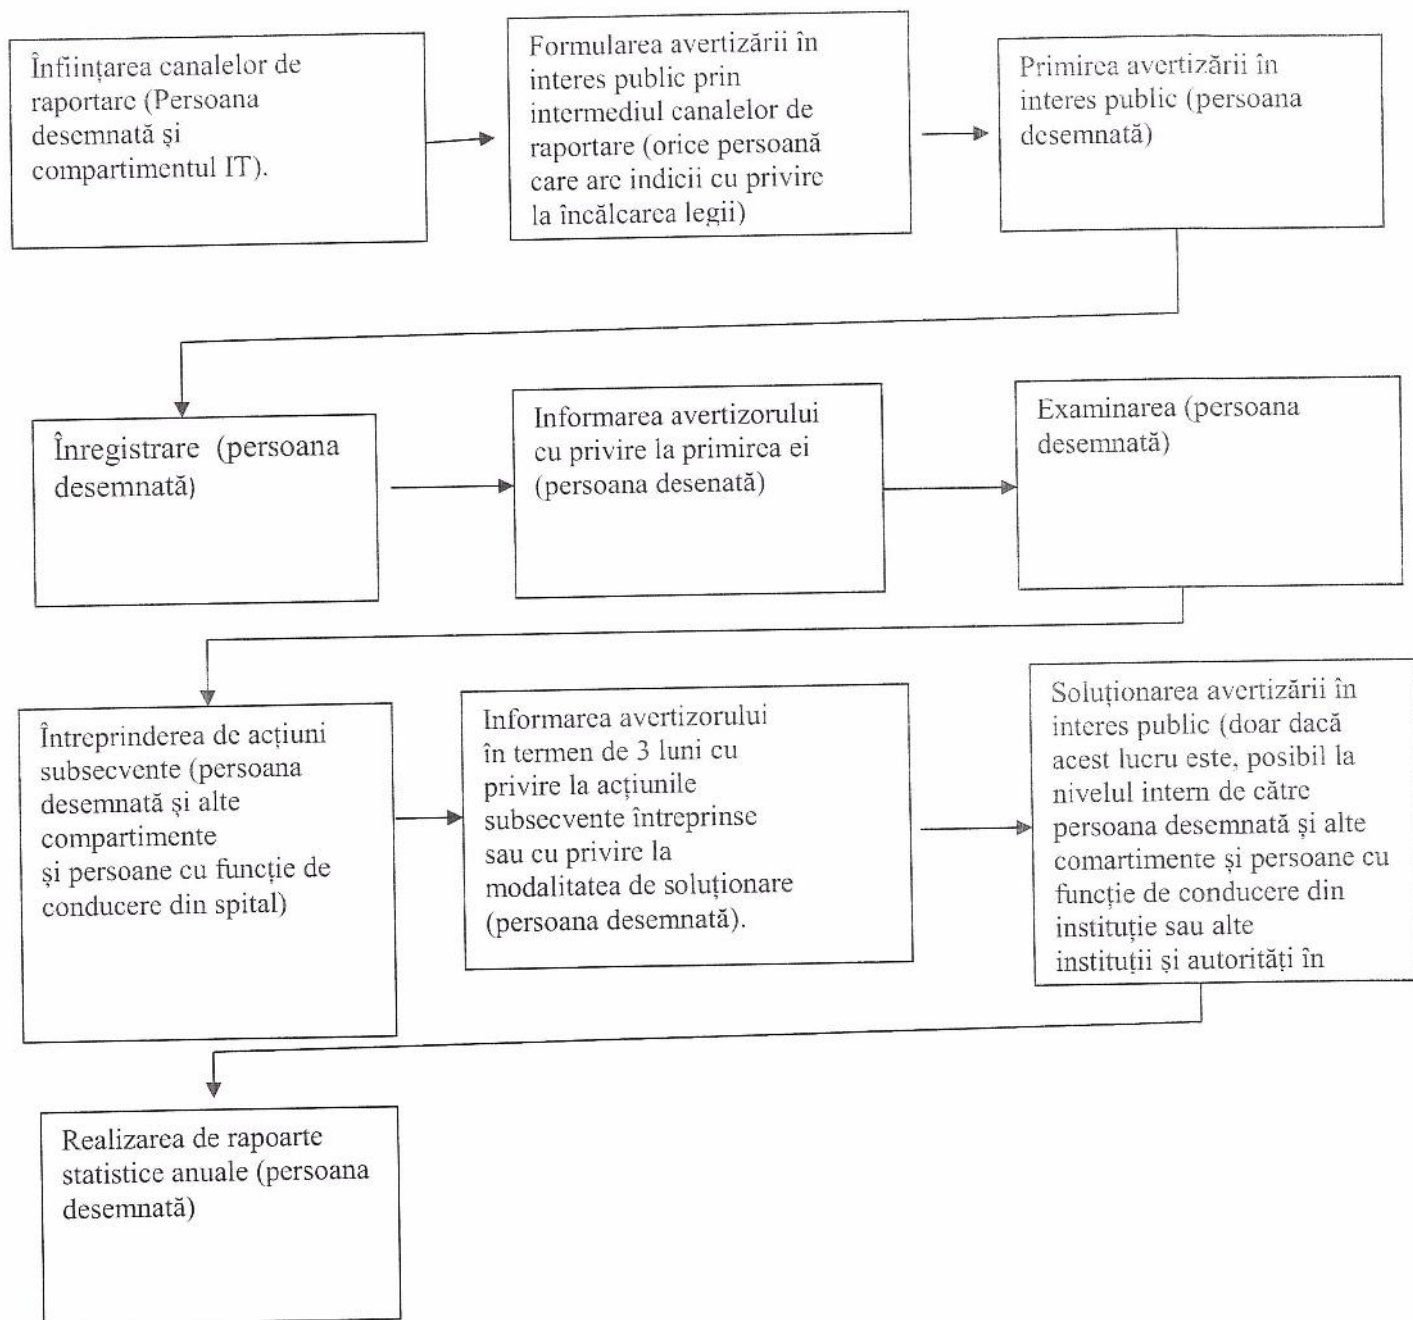 Înființarea canalelor de
raportare (Persoana
desemnată și
compartimentul IT).
Formularea avertizării în
interes public prin
intermediul canalelor de
raportare (orice persoană
care are indicii cu privire
la încălcarea legii)
Primirea avertizării în
interes public (persoana
desemnată)
Înregistrare (persoana
desemnată)
Informarea avertizorului
cu privire la primirea ei
(persoana desenată)
Examinarea (persoana
desemnată)
Întreprinderea de acțiuni
subsecvente (persoana
desemnată și alte
compartimente
și persoane cu funcție de
conducere din spital)
Informarea avertizorului
în termen de 3 luni cu
privire la acțiunile
subsecvente întreprinse
sau cu privire la
modalitatea de soluționare
(persoana desemnată).
Soluționarea avertizării în
interes public (doar dacă
acest lucru este, posibil la
nivelul intern de către
persoana desemnată și alte
comartimente și persoane cu
funcție de conducere din
instituție sau alte
instituții și autorități în
Realizarea de rapoarte
statistice anuale (persoana
desemnată)